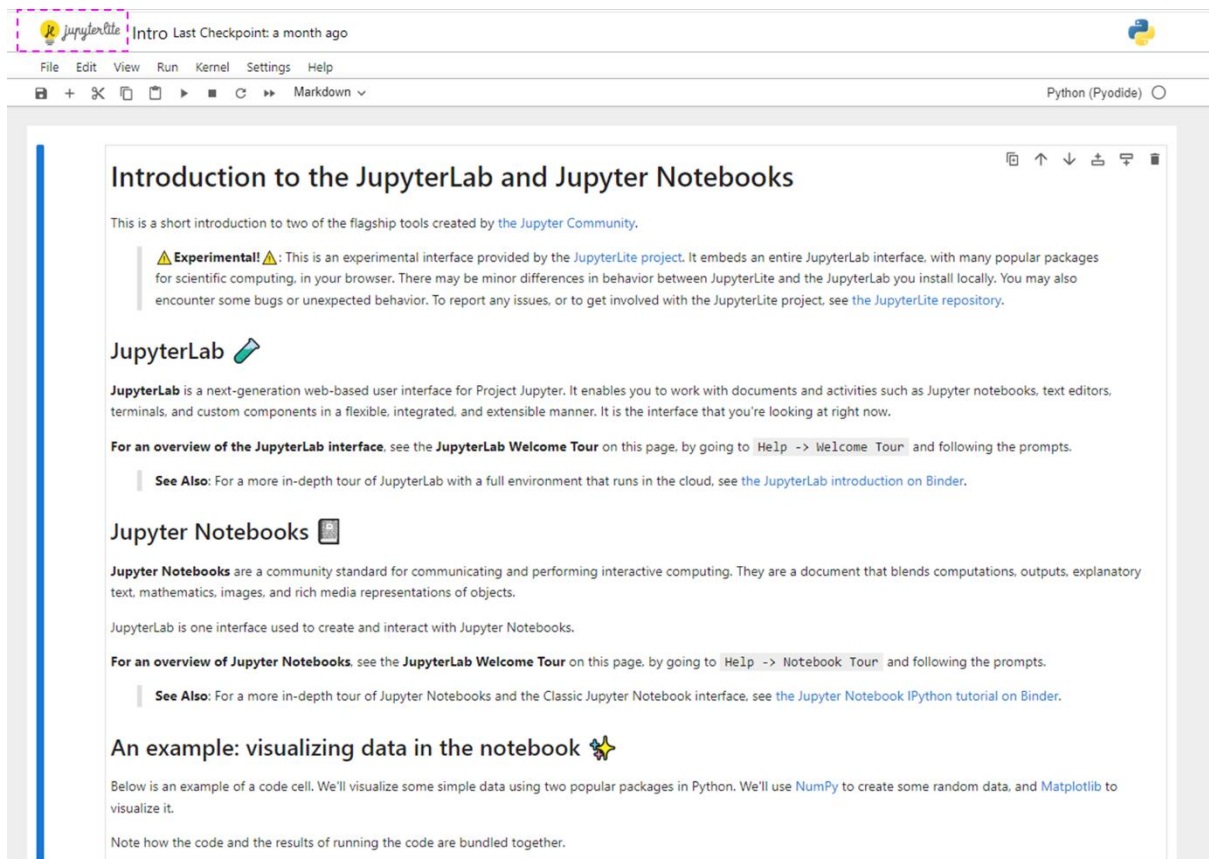 jupyterlite Intro Last Checkpoint: a month ago
File Edit View Run Kernel Settings Help
Markdown Python (Pyodide)
Introduction to the JupyterLab and Jupyter Notebooks
This is a short introduction to two of the flagship tools created by the Jupyter Community.
⚠Experimental!⚠: This is an experimental interface provided by the JupyterLite project. It embeds an entire JupyterLab interface, with many popular packages
for scientific computing, in your browser. There may be minor differences in behavior between JupyterLite and the JupyterLab you install locally. You may also
encounter some bugs or unexpected behavior. To report any issues, or to get involved with the JupyterLite project, see the JupyterLite repository.
JupyterLab 🧪
JupyterLab is a next-generation web-based user interface for Project Jupyter. It enables you to work with documents and activities such as Jupyter notebooks, text editors,
terminals, and custom components in a flexible, integrated, and extensible manner. It is the interface that you're looking at right now.
For an overview of the JupyterLab interface, see the JupyterLab Welcome Tour on this page, by going to Help -> Welcome Tour and following the prompts.
See Also: For a more in-depth tour of JupyterLab with a full environment that runs in the cloud, see the JupyterLab introduction on Binder.
Jupyter Notebooks 📓
Jupyter Notebooks are a community standard for communicating and performing interactive computing. They are a document that blends computations, outputs, explanatory
text, mathematics, images, and rich media representations of objects.
JupyterLab is one interface used to create and interact with Jupyter Notebooks.
For an overview of Jupyter Notebooks, see the JupyterLab Welcome Tour on this page, by going to Help -> Notebook Tour and following the prompts.
See Also: For a more in-depth tour of Jupyter Notebooks and the Classic Jupyter Notebook interface, see the Jupyter Notebook IPython tutorial on Binder.
An example: visualizing data in the notebook ✨
Below is an example of a code cell. We'll visualize some simple data using two popular packages in Python. We'll use NumPy to create some random data, and Matplotlib to
visualize it.
Note how the code and the results of running the code are bundled together.